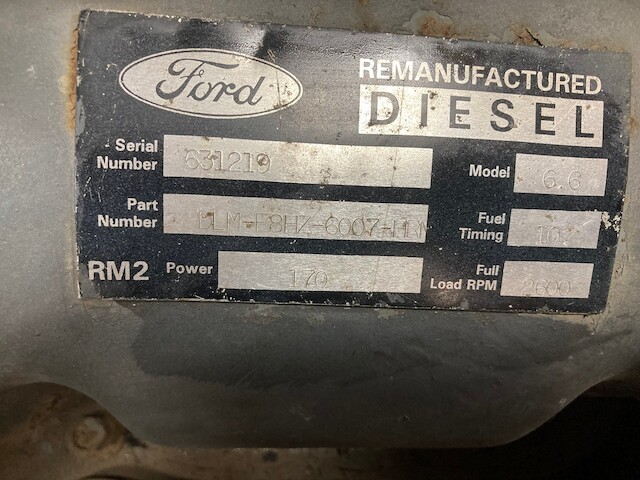 Ford
REMANUFACTURED
DIESEL
Serial Number 631219
Model 6.6
Part Number
Fuel Timing
RM2 Power 170
Full Load RPM 2600